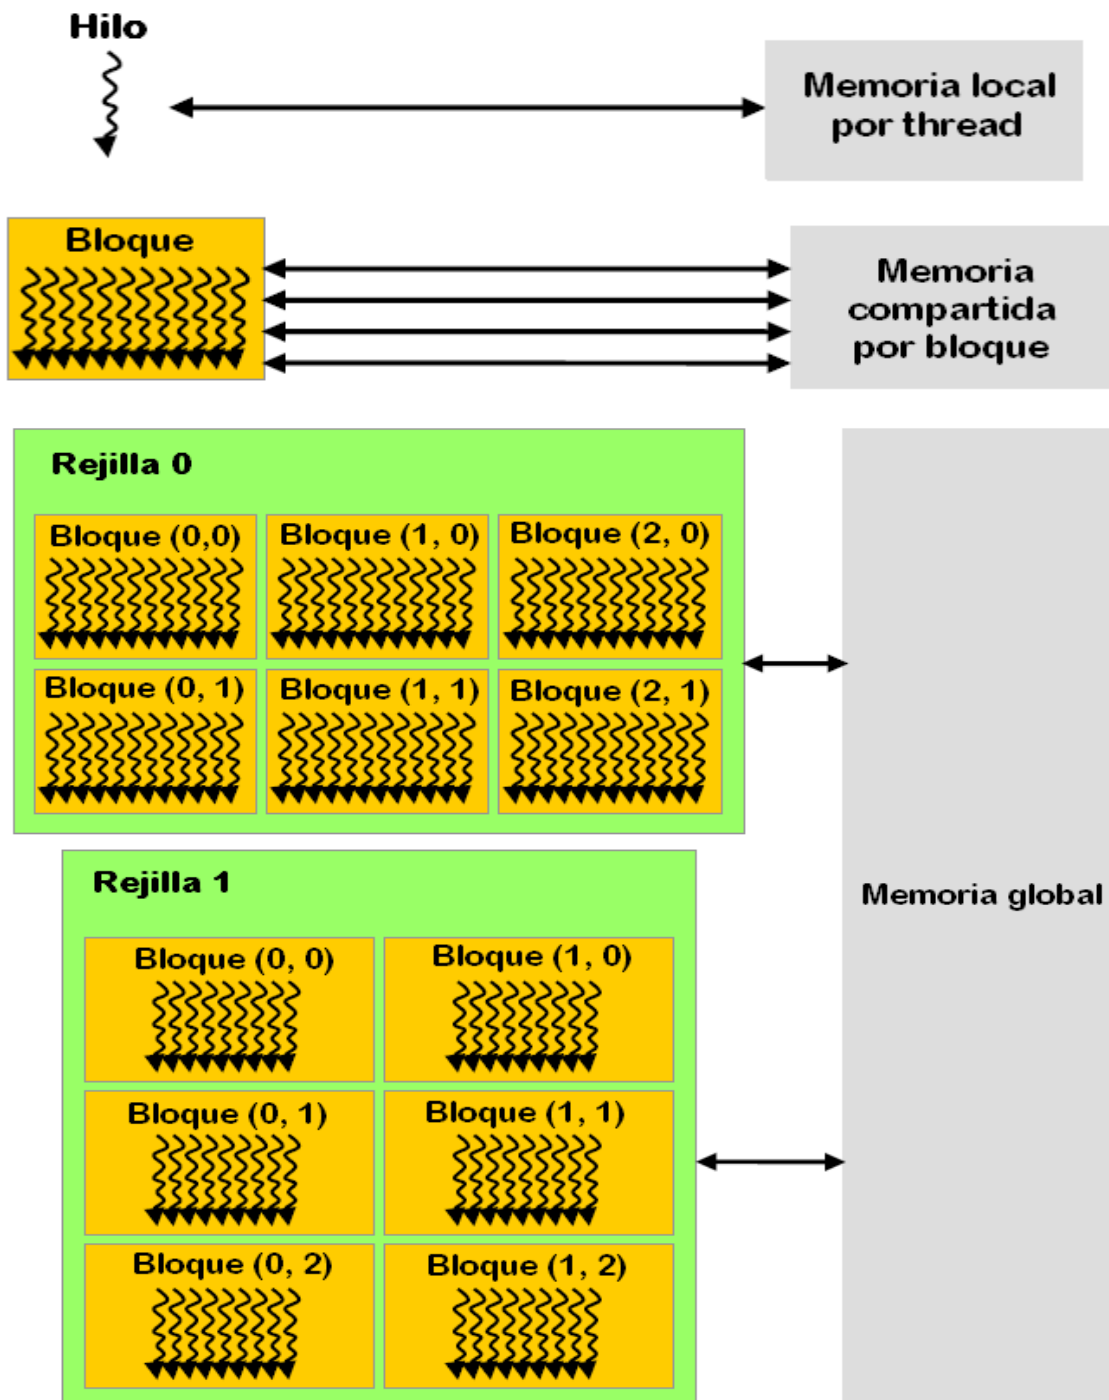 Hilo
Memoria local
por thread
Bloque
Memoria
compartida
por bloque
Rejilla 0
Bloque (0,0)
Bloque (1, 0)
Bloque (2, 0)
Bloque (0, 1)
Bloque (1, 1)
Bloque (2, 1)
Memoria global
Rejilla 1
Bloque (0, 0)
Bloque (1, 0)
Bloque (0, 1)
Bloque (1, 1)
Bloque (0, 2)
Bloque (1, 2)